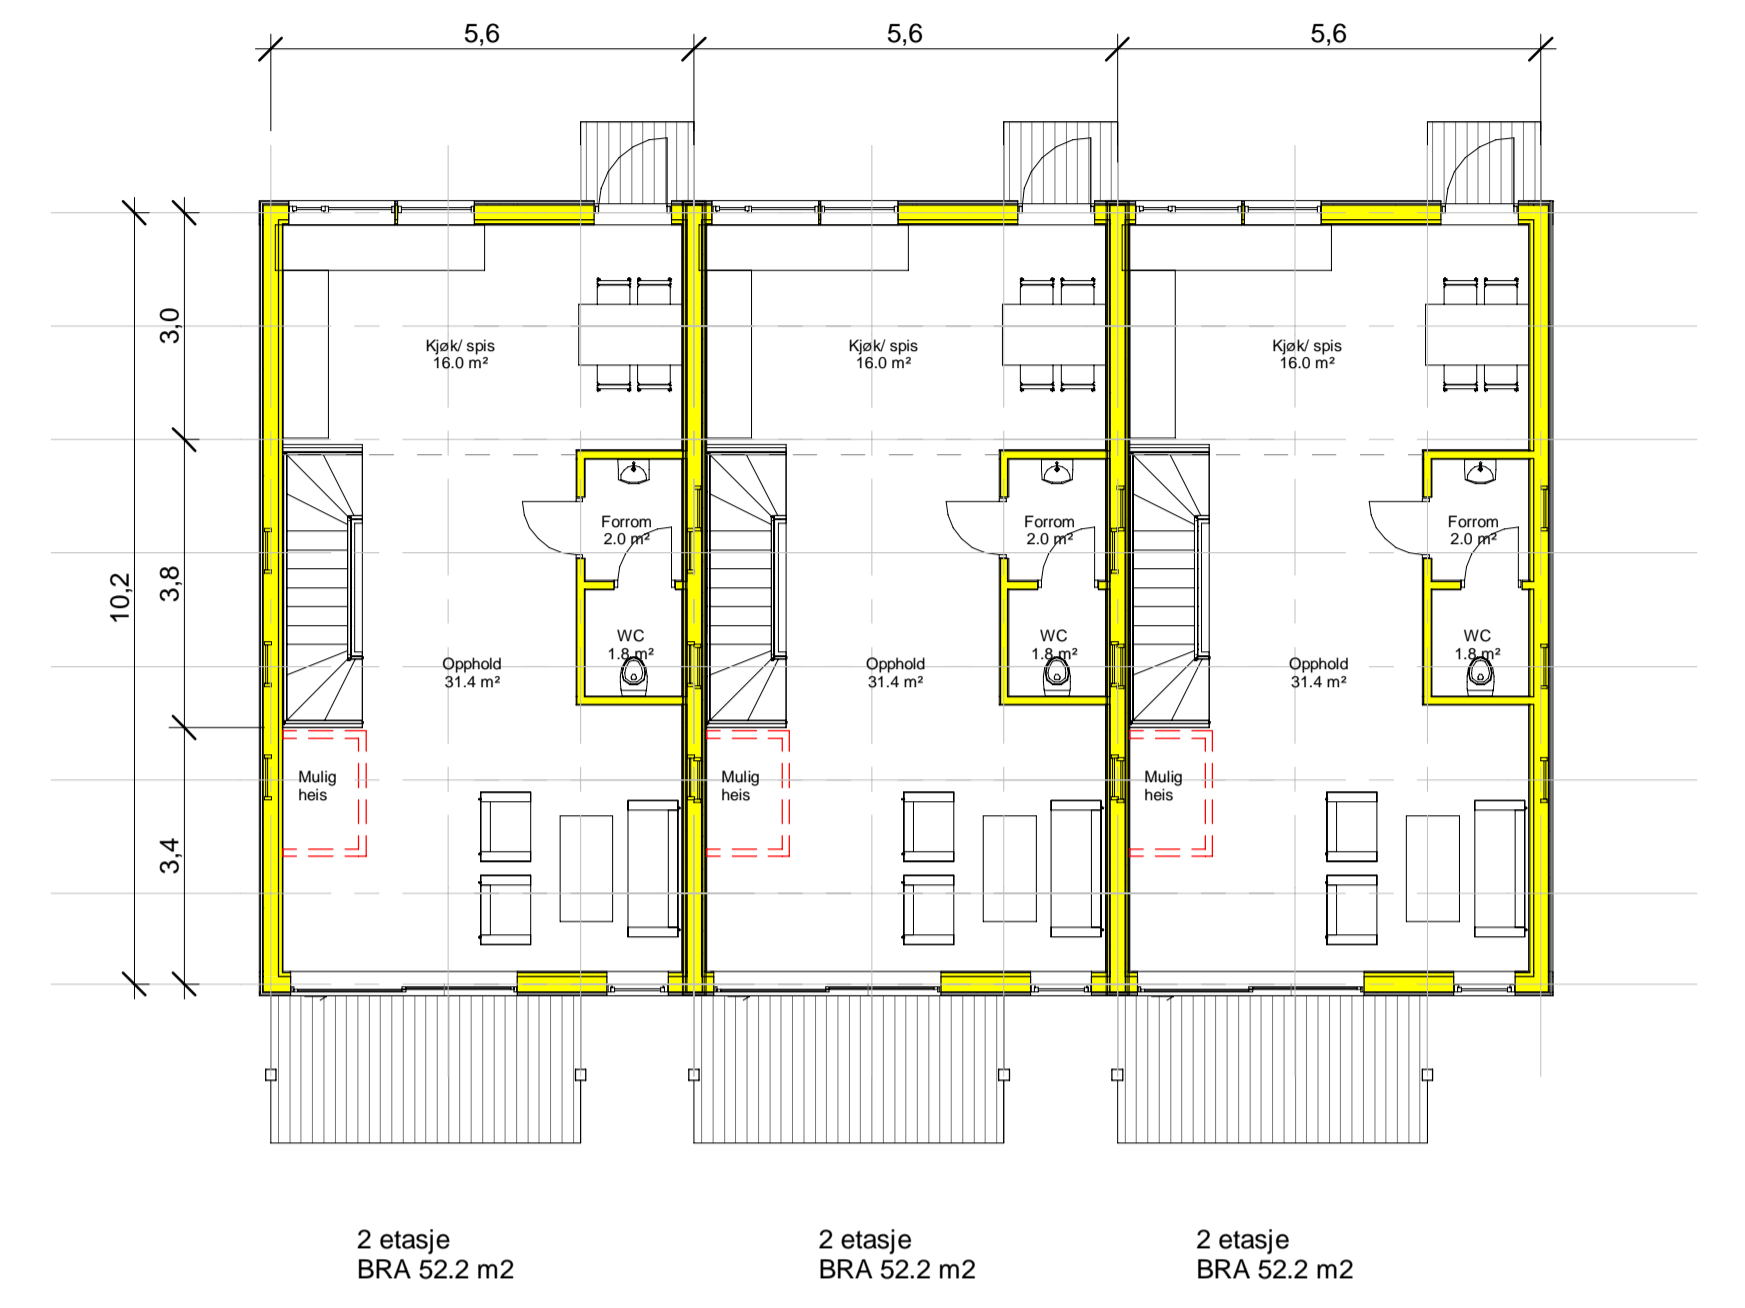 5,6
5,6
5,6
3,0
10,2
3,8
3,4
Kjøk/ spis
16.0 m²
Forrom
2.0 m²
WC
1.8 m²
Opphold
31.4 m²
Mulig
heis
Kjøk/ spis
16.0 m²
Forrom
2.0 m²
WC
1.8 m²
Opphold
31.4 m²
Mulig
heis
Kjøk/ spis
16.0 m²
Forrom
2.0 m²
WC
1.8 m²
Opphold
31.4 m²
Mulig
heis
2 etasje
BRA 52.2 m2
2 etasje
BRA 52.2 m2
2 etasje
BRA 52.2 m2